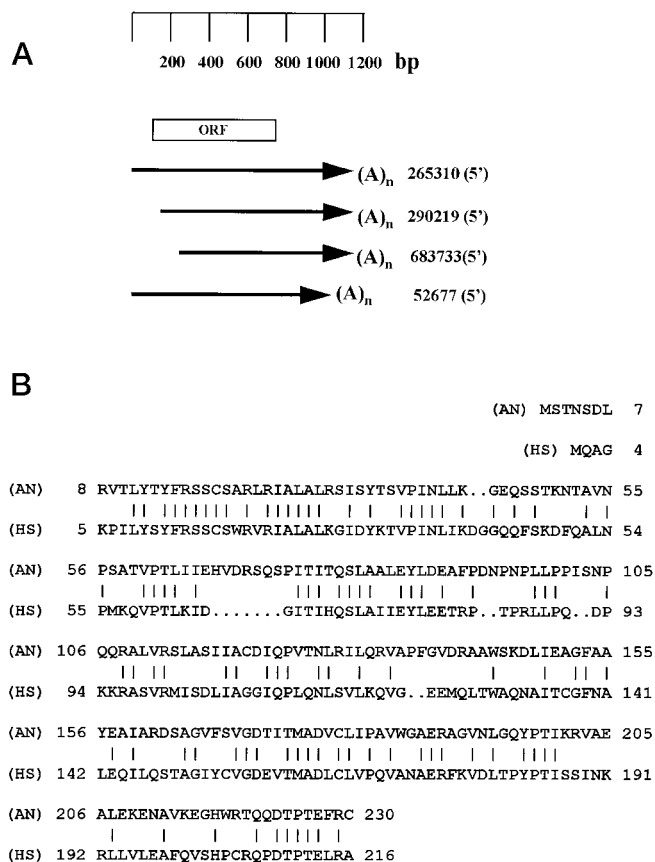 A
200 400 600 800 1000 1200 bp
ORF
(A)n 265310 (5')
(A)n 290219 (5')
(A)n 683733(5')
(A)n 52677 (5')
B
(AN) MSTNSDL 7
(HS) MQAG 4
(AN) 8 RVTLYTYFRSSCSARLRIALALRSISYTSVPINLLK..GEQSSTKNTAVN 55
(HS) 5 KPILYSYFRSSCSWRVRIALALKGIDYKTVPINLIKDGGQQFSKDFQALN 54
(AN) 56 PSATVPTLIIEHVDRSQSPITITQSLAALEYLDEAFPDNPNPLLPPISNP 105
(HS) 55 PMKQVPTLKID.......GITIHQSLAIIEYLEETRP..TPRLLPQ..DP 93
(AN) 106 QQRALVRSLASIIACDIQPVTNLRILQRVAPFGVDRAAWSKDLIEAGFAA 155
(HS) 94 KKRASVRMISDLIAGGIQPLQNLSVLKQVG..EEMQLTWAQNAITCGFNA 141
(AN) 156 YEAIARDSAGVFSVGDTITMADVCLIPAVWGAERAGVNLGQYPTIKRVAE 205
(HS) 142 LEQILQSTAGIYCVGDEVTMADLCLVPQVANAERFKVDLTPYPTISSINK 191
(AN) 206 ALEKENAVKEGHWRTQQDTPTEFRC 230
(HS) 192 RLLVLEAFQVSHPCRQPDTPTELRA 216